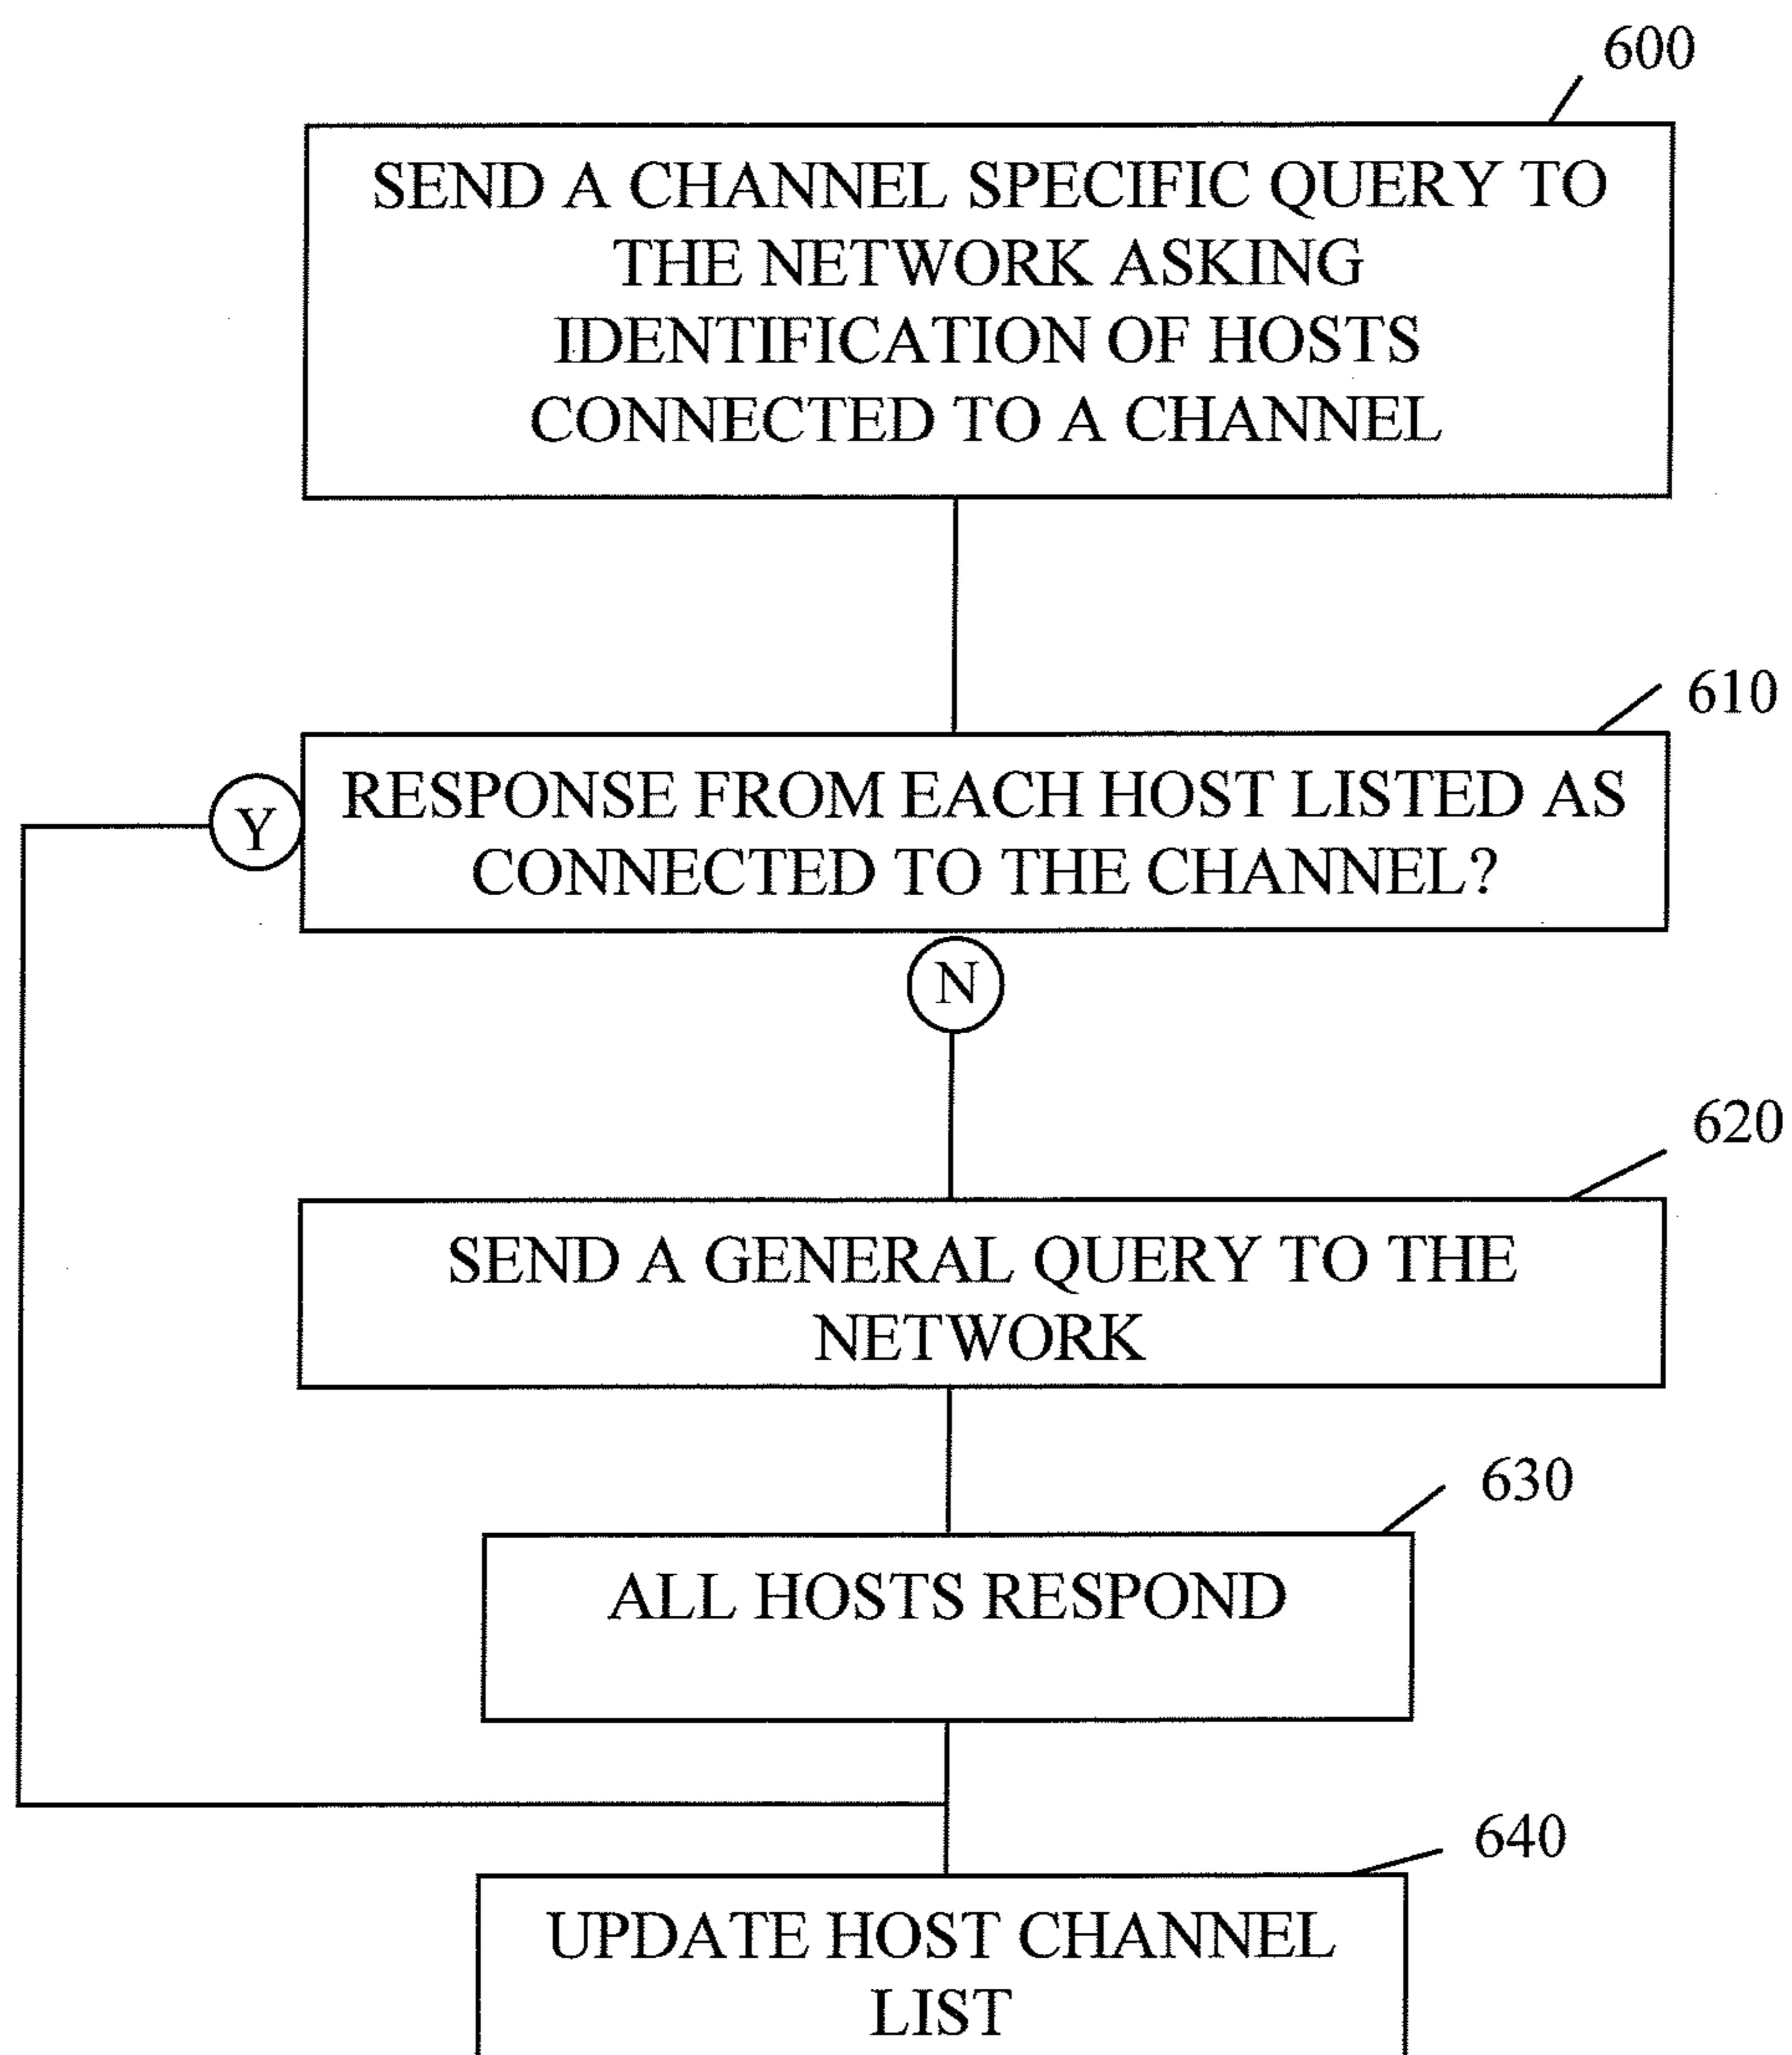 600
SEND A CHANNEL SPECIFIC QUERY TO
THE NETWORK ASKING
IDENTIFICATION OF HOSTS
CONNECTED TO A CHANNEL
610
RESPONSE FROM EACH HOST LISTED AS
CONNECTED TO THE CHANNEL?
Y
N
620
SEND A GENERAL QUERY TO THE
NETWORK
630
ALL HOSTS RESPOND
640
UPDATE HOST CHANNEL
LIST